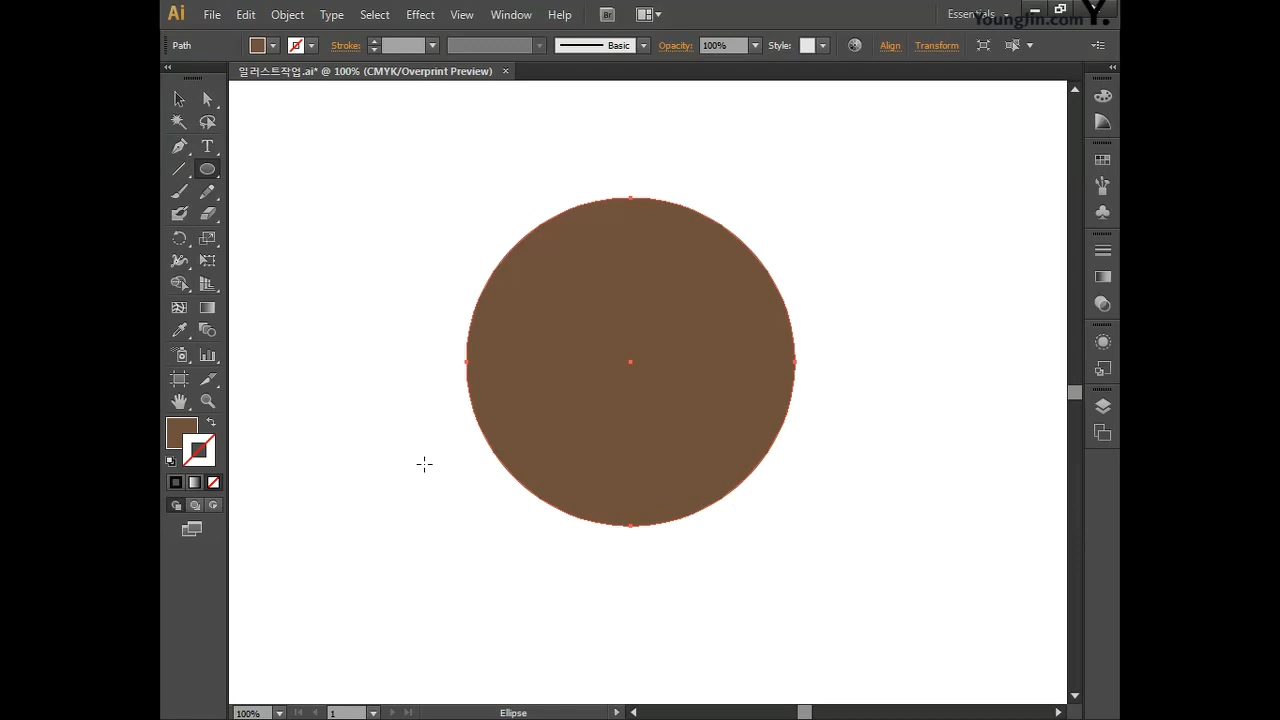 Ai File Edit Object Type Select Effect View Window Help Br Essentials
Youngjin.com Y.
Path Stroke: Basic Opacity: 100% Style: Align Transform
일러스트작업.ai* @ 100% (CMYK/Overprint Preview) ×
T
100% 1 Ellipse